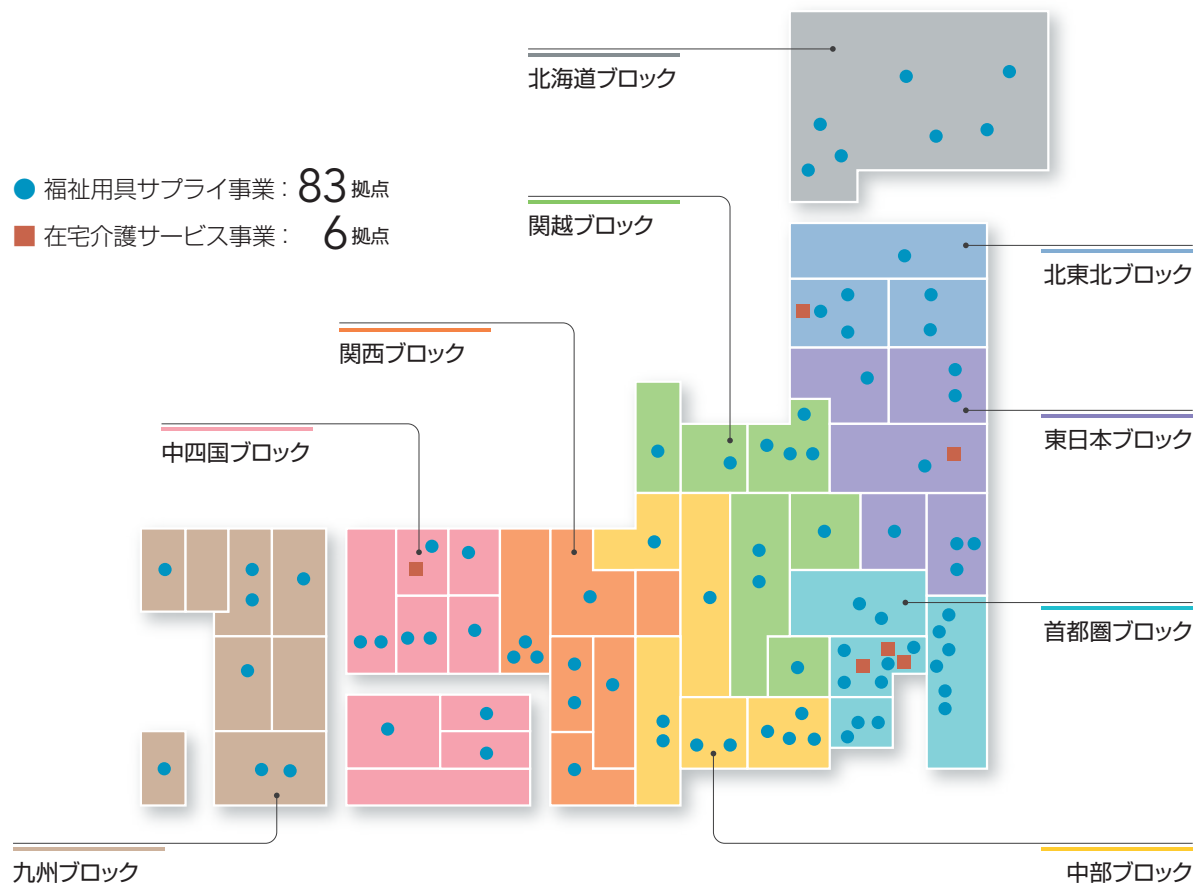 北海道ブロック
福祉用具サプライ事業：83拠点
在宅介護サービス事業：6拠点
関越ブロック
北東北ブロック
関西ブロック
中四国ブロック
東日本ブロック
首都圏ブロック
九州ブロック
中部ブロック